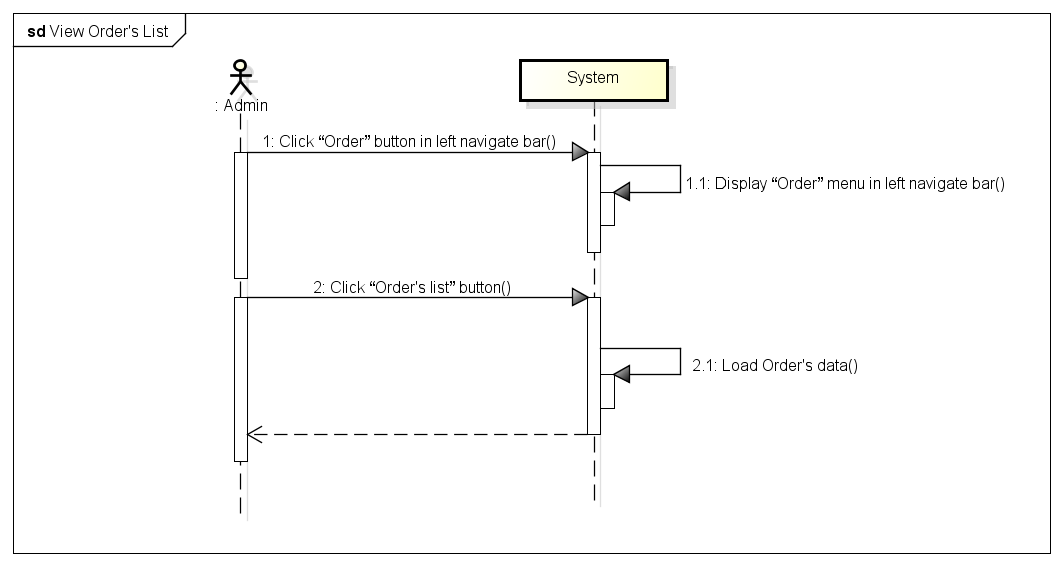 sd View Order's List
System
: Admin
1: Click “Order” button in left navigate bar()
1.1: Display “Order” menu in left navigate bar()
2: Click “Order's list” button()
2.1: Load Order's data()